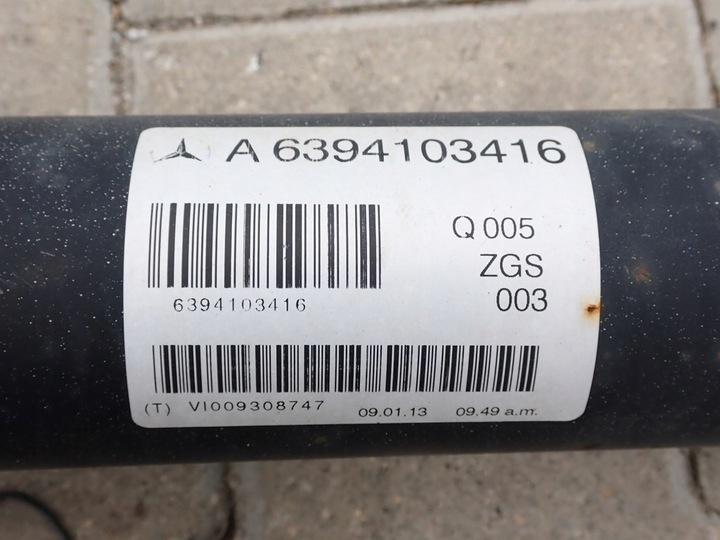 A 6394103416
Q 005
ZGS
003
6394103416
(T) VI009308747 09.01.13 09.49 a.m.